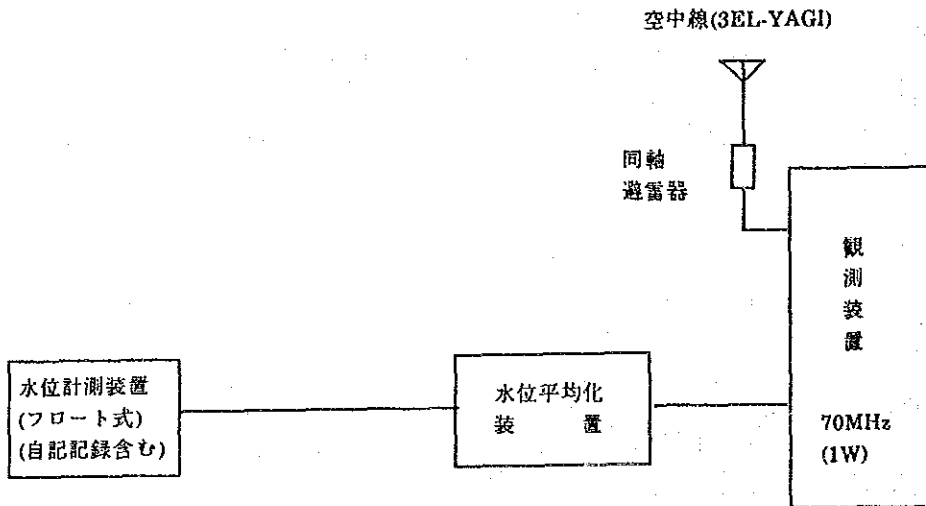 空中線(3EL-YAGI)
同軸
避雷器
観
測
装
置
70MHz
(1W)
水位計測装置
(フロート式)
(自記記録含む)
水位平均化
装　　置